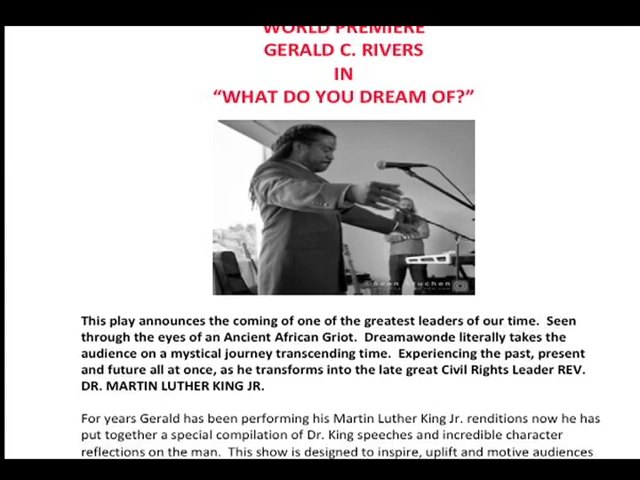 WORLD PREMIERE
GERALD C. RIVERS
IN
“WHAT DO YOU DREAM OF?”
This play announces the coming of one of the greatest leaders of our time.  Seen
through the eyes of an Ancient African Griot.  Dreamawonde literally takes the
audience on a mystical journey transcending time.  Experiencing the past, present
and future all at once, as he transforms into the late great Civil Rights Leader REV.
DR. MARTIN LUTHER KING JR.
For years Gerald has been performing his Martin Luther King Jr. renditions now he has
put together a special compilation of Dr. King speeches and incredible character
reflections on the man.  This show is designed to inspire, uplift and motive audiences